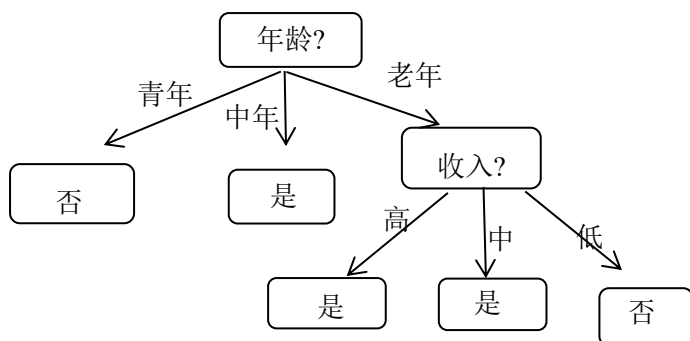 年龄?
青年
中年
老年
否
是
收入?
高
中
低
是
是
否